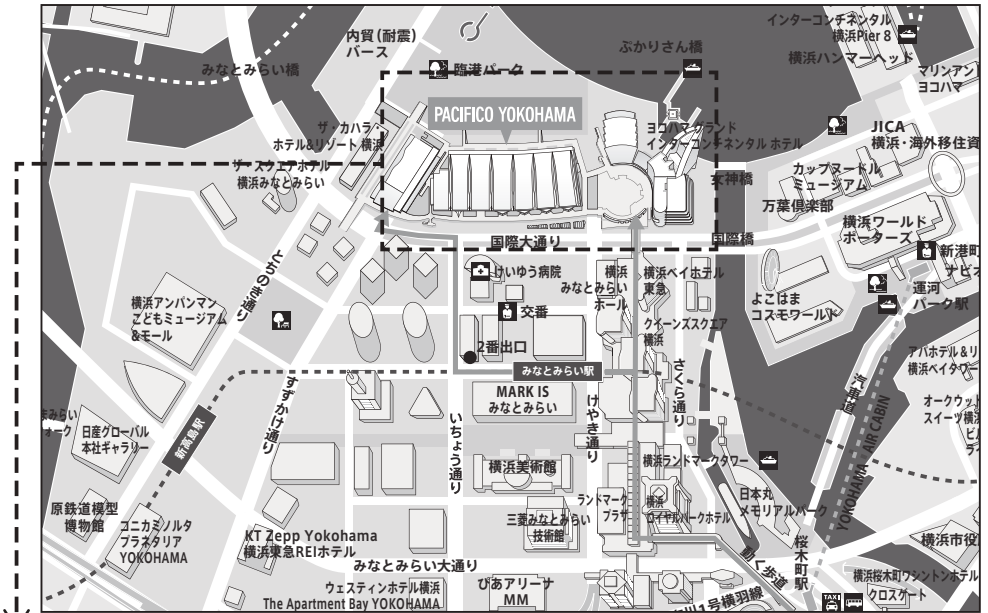 インターコンチネンタル
横浜Pier 8
横浜ハンマーヘッド
マリンアン
ヨコハマ
内貿(耐震)
バース
ぷかりさん橋
みなとみらい橋
臨港パーク
PACIFICO YOKOHAMA
ザ・カハラ・
ホテル&リゾート 横浜
ザ・スクエアホテル
横浜みなとみらい
ヨコハマ グランド
インターコンチネンタル ホテル
JICA
横浜・海外移住資
カップヌードル
ミュージアム
女神橋
万葉倶楽部
横浜ワールド
ポーターズ
国際大通り
国際橋
新港町
ナビオ
運河
パーク駅
とちのき通り
けいゆう病院
横浜
みなとみらい
ホール
横浜ベイホテル
東急
よこはま
コスモワールド
横浜アンパンマン
こどもミュージアム
&モール
交番
クイーンズスクエア
横浜
2番出口
みなとみらい駅
アパホテル&リ
横浜ベイタワー
さくら通り
汽車道
すずかけ通り
MARK IS
みなとみらい
けやき通り
いちょう通り
オークウッド
スイーツ横浜
ビル
ライ
まみらい
ォーク
日産グローバル
本社ギャラリー
新高島駅
YOKOHAMA AIR CABIN
横浜美術館
横浜ランドマークタワー
原鉄道模型
博物館
コニカミノルタ
プラネタリア
YOKOHAMA
ランドマーク
プラザ
横浜
ロイヤルパークホテル
日本丸
メモリアルパーク
三菱みなとみらい
技術館
KT Zepp Yokohama
横浜東急REIホテル
みなとみらい大通り
動く歩道
桜木町駅
横浜市役
横浜桜木町ワシントンホテル
クロスゲート
ウェスティンホテル横浜
The Apartment Bay YOKOHAMA
ぴあアリーナ
MM
TAXI
川1号横羽線